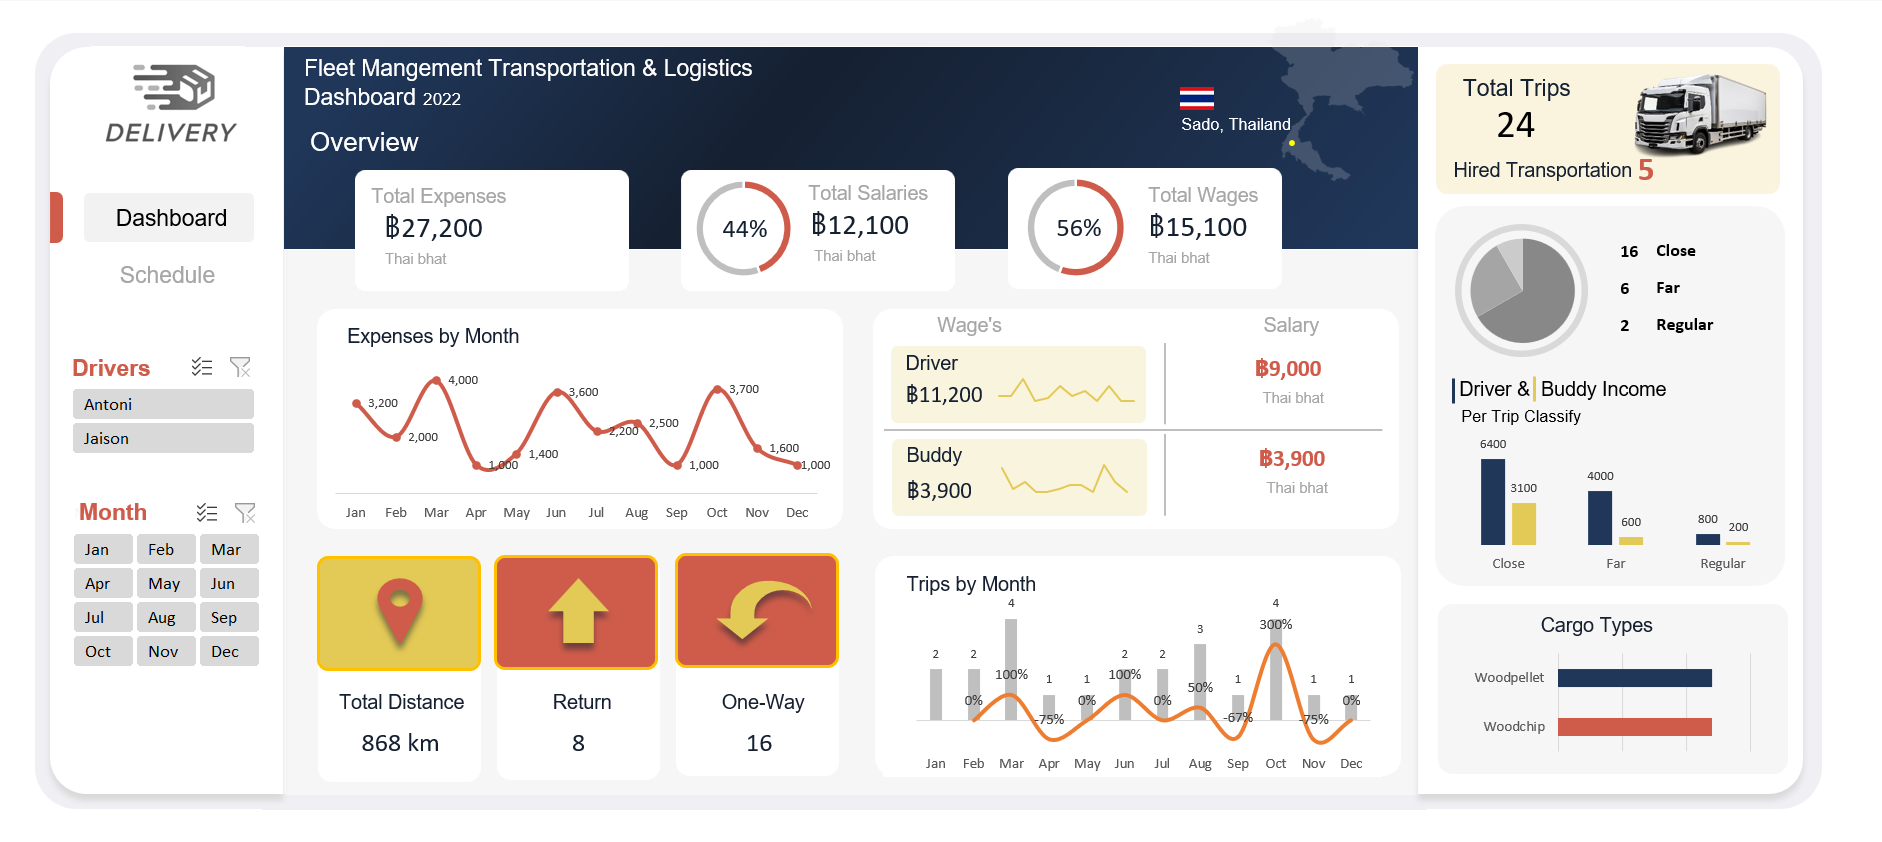 DELIVERY
Dashboard
Schedule
Drivers
Antoni
Jaison
Month
Jan Feb Mar
Apr May Jun
Jul Aug Sep
Oct Nov Dec
Fleet Mangement Transportation & Logistics
Dashboard 2022
Overview
Sado, Thailand
Total Expenses
฿27,200
Thai bhat
44%
Total Salaries
฿12,100
Thai bhat
56%
Total Wages
฿15,100
Thai bhat
Expenses by Month
3,200 2,000 4,000 1,000 1,400 3,600 2,200 2,500 1,000 3,700 1,600 1,000
Jan Feb Mar Apr May Jun Jul Aug Sep Oct Nov Dec
Wage's Salary
Driver
฿11,200
฿9,000
Thai bhat
Buddy
฿3,900
฿3,900
Thai bhat
Total Distance
868 km
Return
8
One-Way
16
Trips by Month
2 2 4 1 1 2 2 3 1 4 1 1
0% 100% -75% 0% 100% 0% 50% -67% 300% -75% 0%
Jan Feb Mar Apr May Jun Jul Aug Sep Oct Nov Dec
Total Trips
24
Hired Transportation 5
16 Close
6 Far
2 Regular
Driver & Buddy Income
Per Trip Classify
6400 3100 4000 600 800 200
Close Far Regular
Cargo Types
Woodpellet
Woodchip